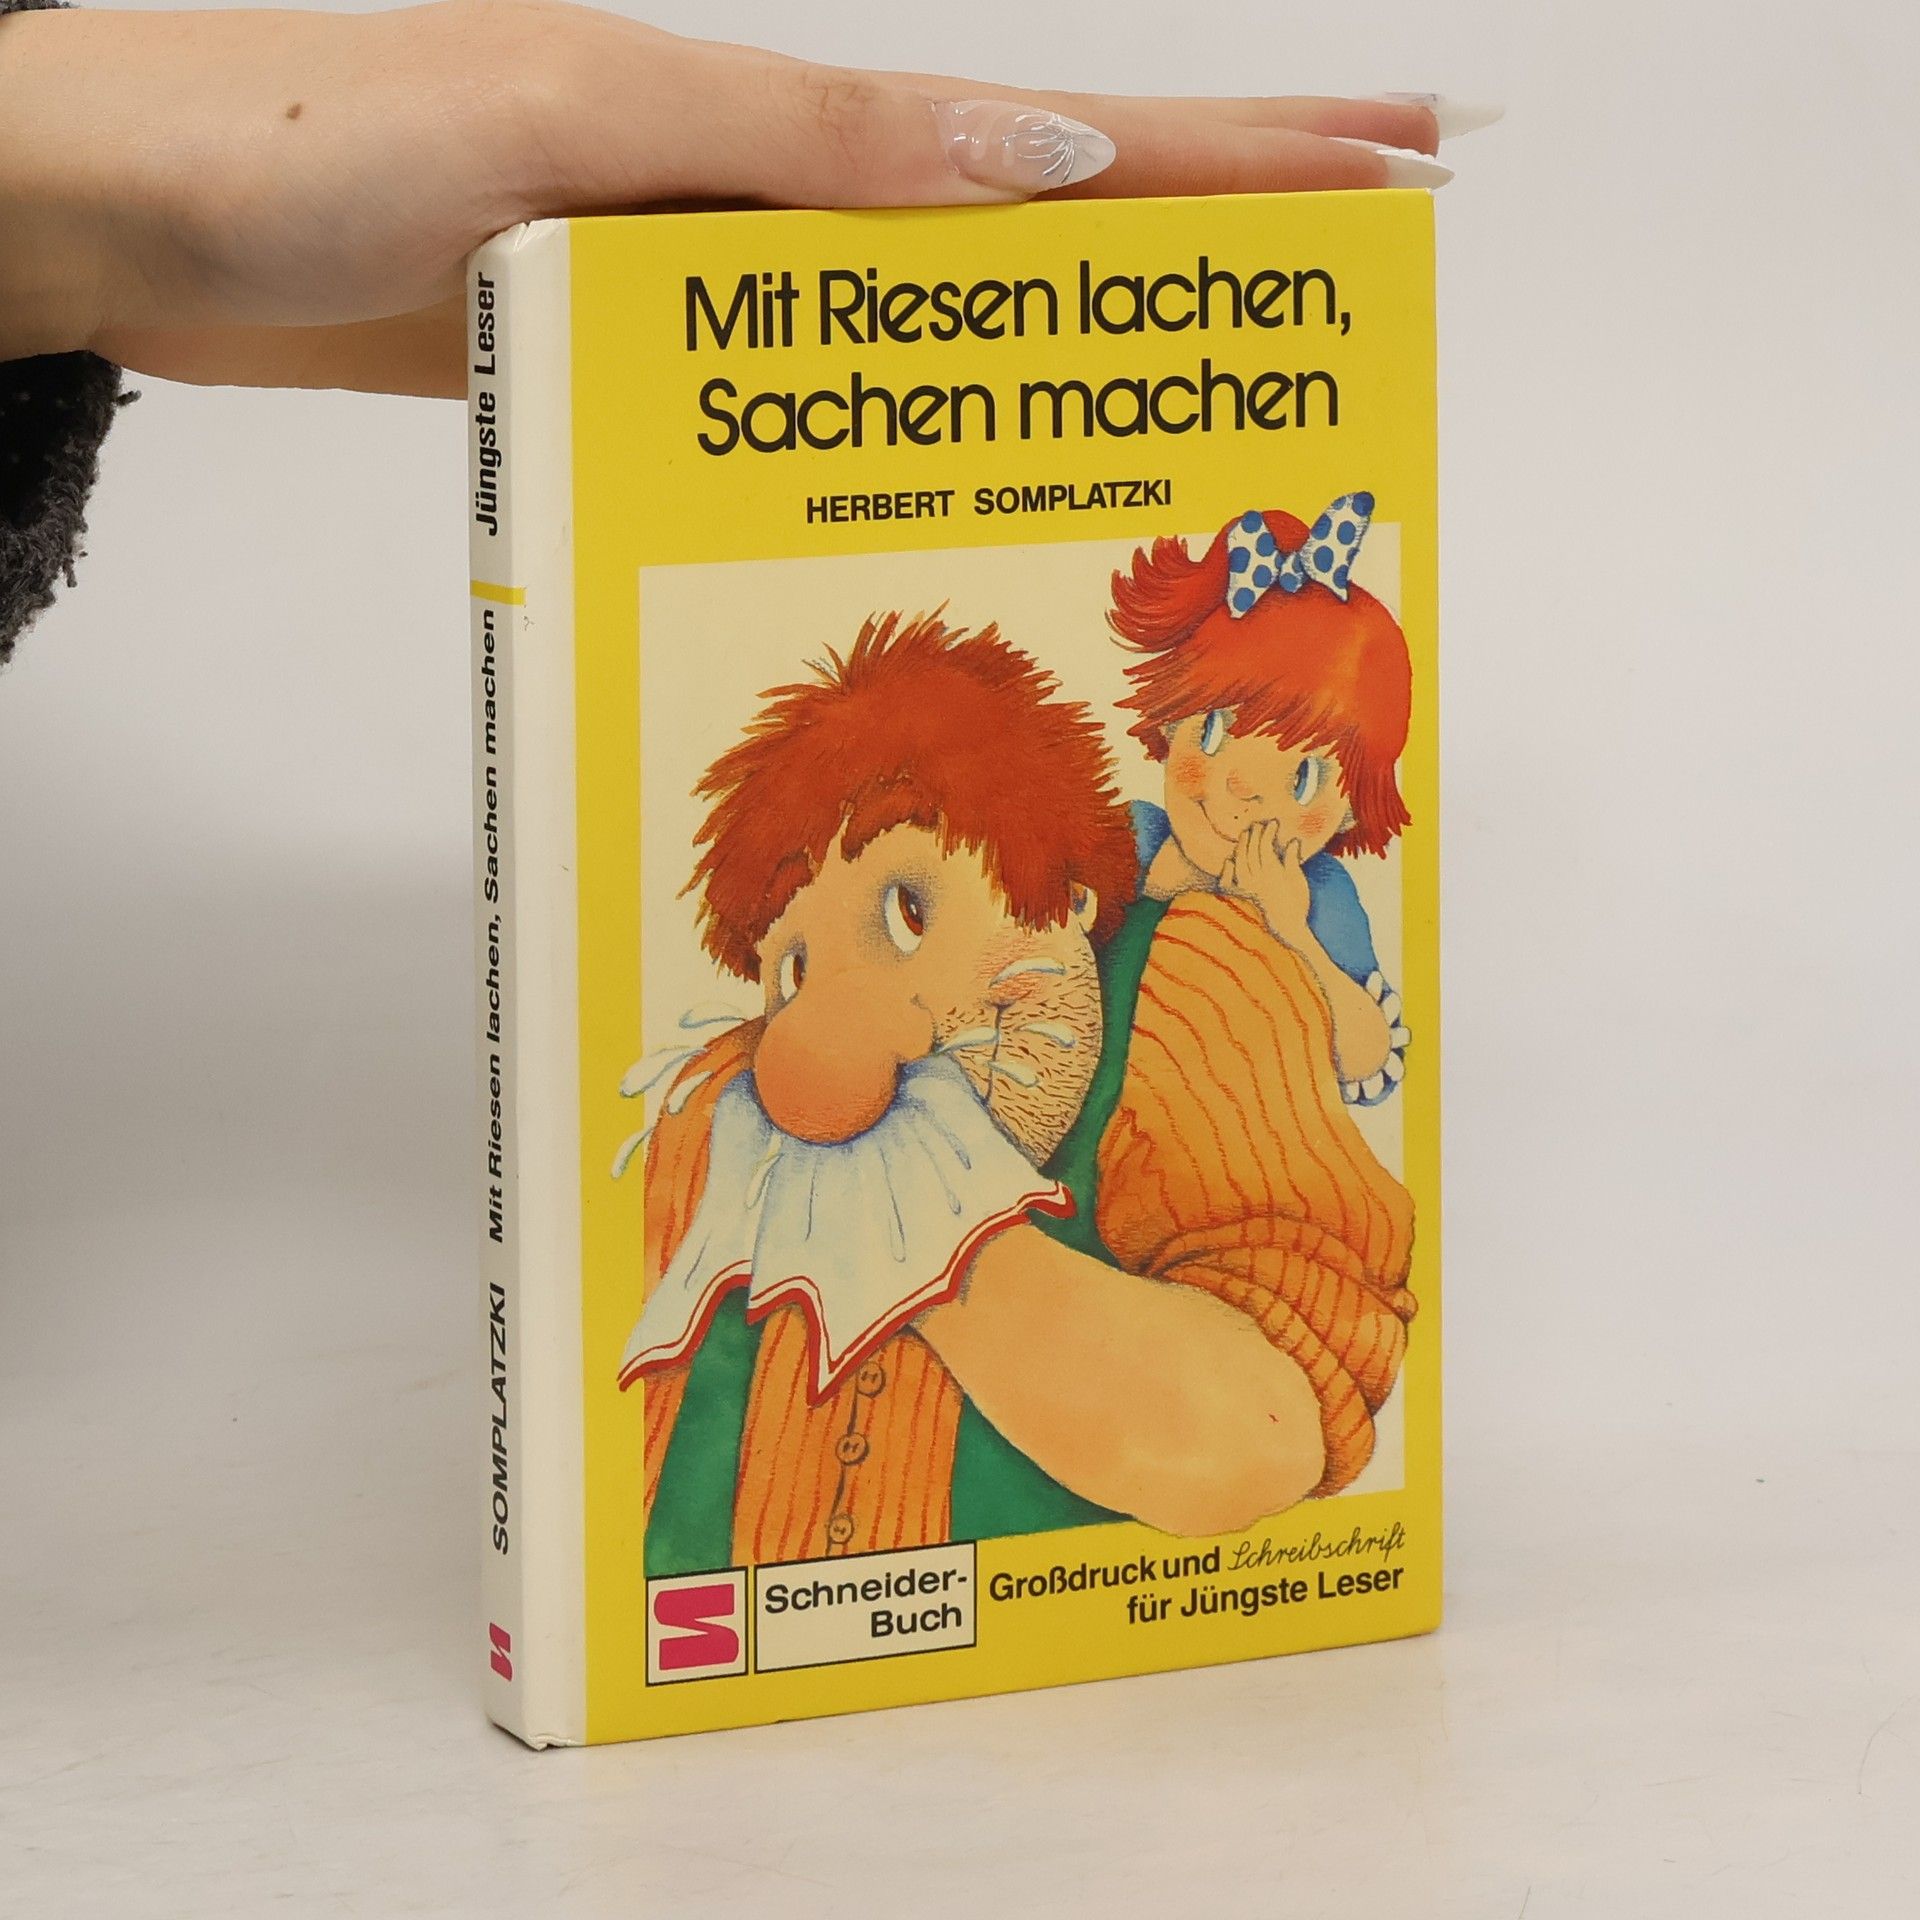 Mit Riesen lachen,
Sachen machen
HERBERT SOMPLATZKI
Schneider-
Buch
Großdruck und Schreibschrift
für Jüngste Leser
SOMPLATZKI Mit Riesen lachen, Sachen machen Jüngste Leser